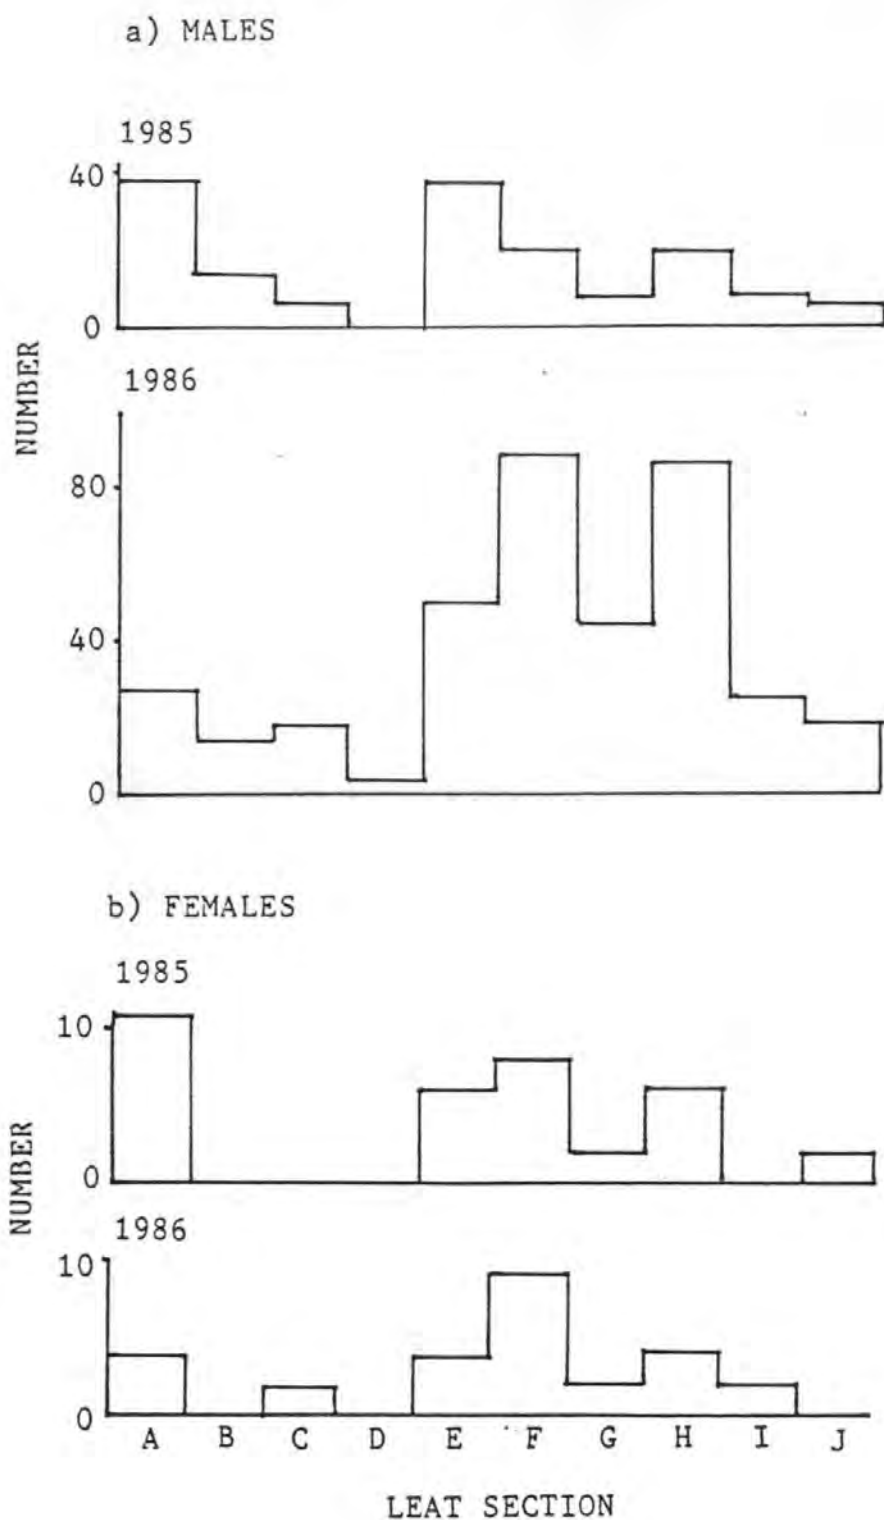 a) MALES
1985
40
0
1986
80
40
0
NUMBER
b) FEMALES
1985
10
0
1986
10
0
NUMBER
A B C D E F G H I J
LEAT SECTION